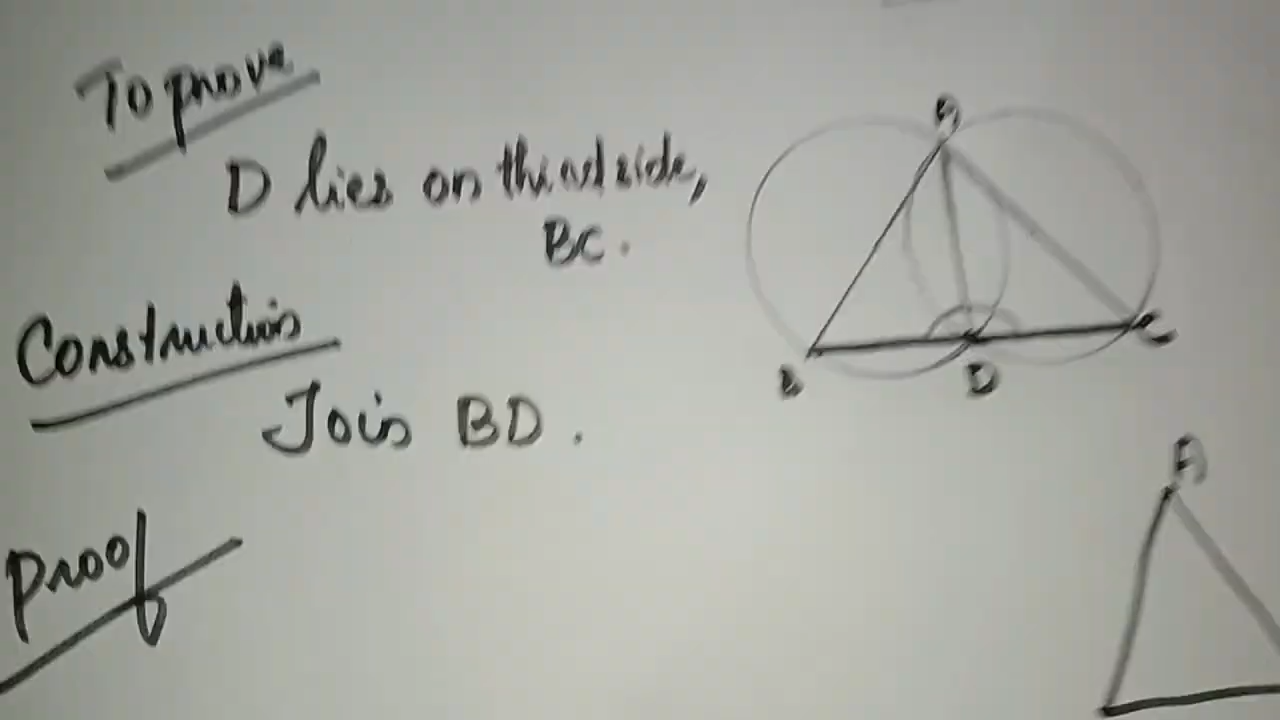 To prove
D lies on third side,
BC.
Construction
Join BD.
Proof
A
B
D
C
A